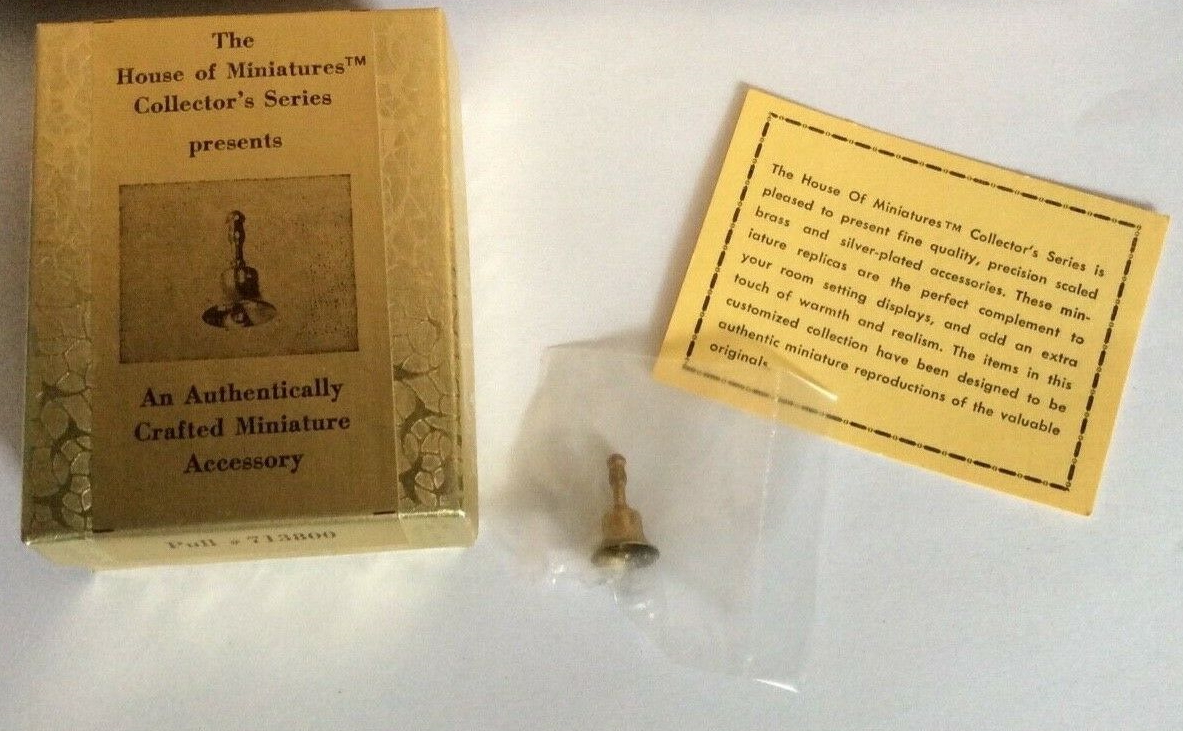 The
House of Miniatures™
Collector's Series
presents
An Authentically
Crafted Miniature
Accessory
Pull #713800
The House Of Miniatures™ Collector's Series is
pleased to present fine quality, precision scaled
brass and silver-plated accessories. These min-
iature replicas are the perfect complement to
your room setting displays, and add an extra
touch of warmth and realism. The items in this
customized collection have been designed to be
authentic miniature reproductions of the valuable
originals.